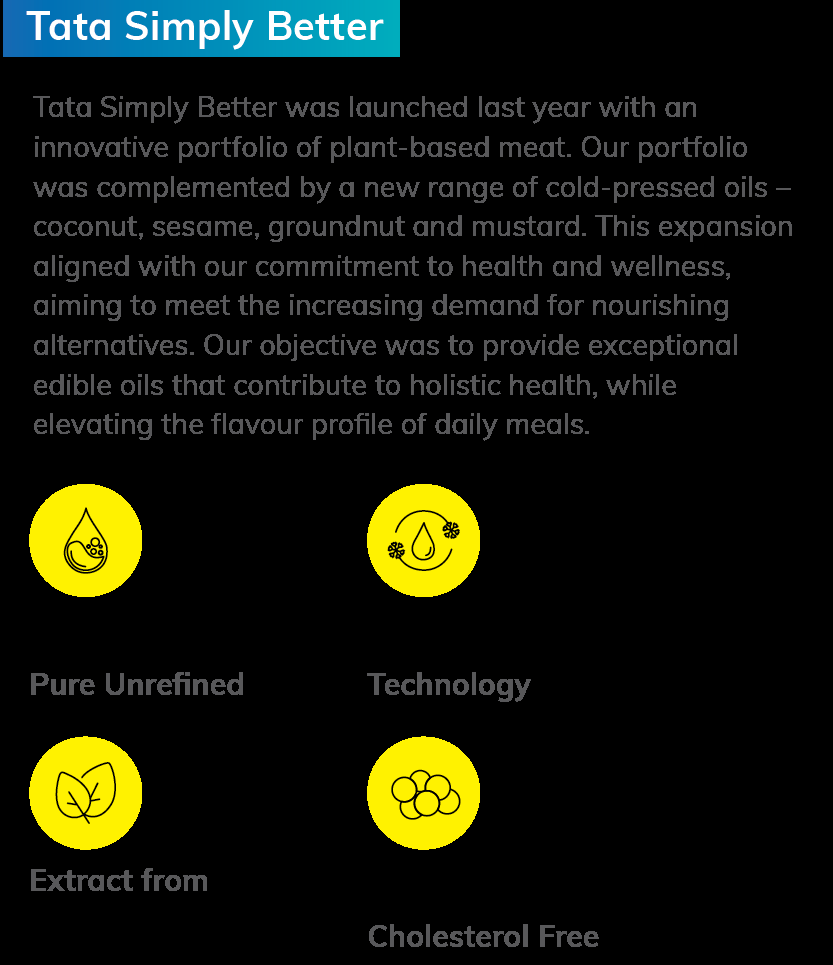 Tata Simply Better
Tata Simply Better was launched last year with an
innovative portfolio of plant-based meat. Our portfolio
was complemented by a new range of cold-pressed oils –
coconut, sesame, groundnut and mustard. This expansion
aligned with our commitment to health and wellness,
aiming to meet the increasing demand for nourishing
alternatives. Our objective was to provide exceptional
edible oils that contribute to holistic health, while
elevating the flavour profile of daily meals.
Pure Unrefined
Technology
Extract from
Cholesterol Free